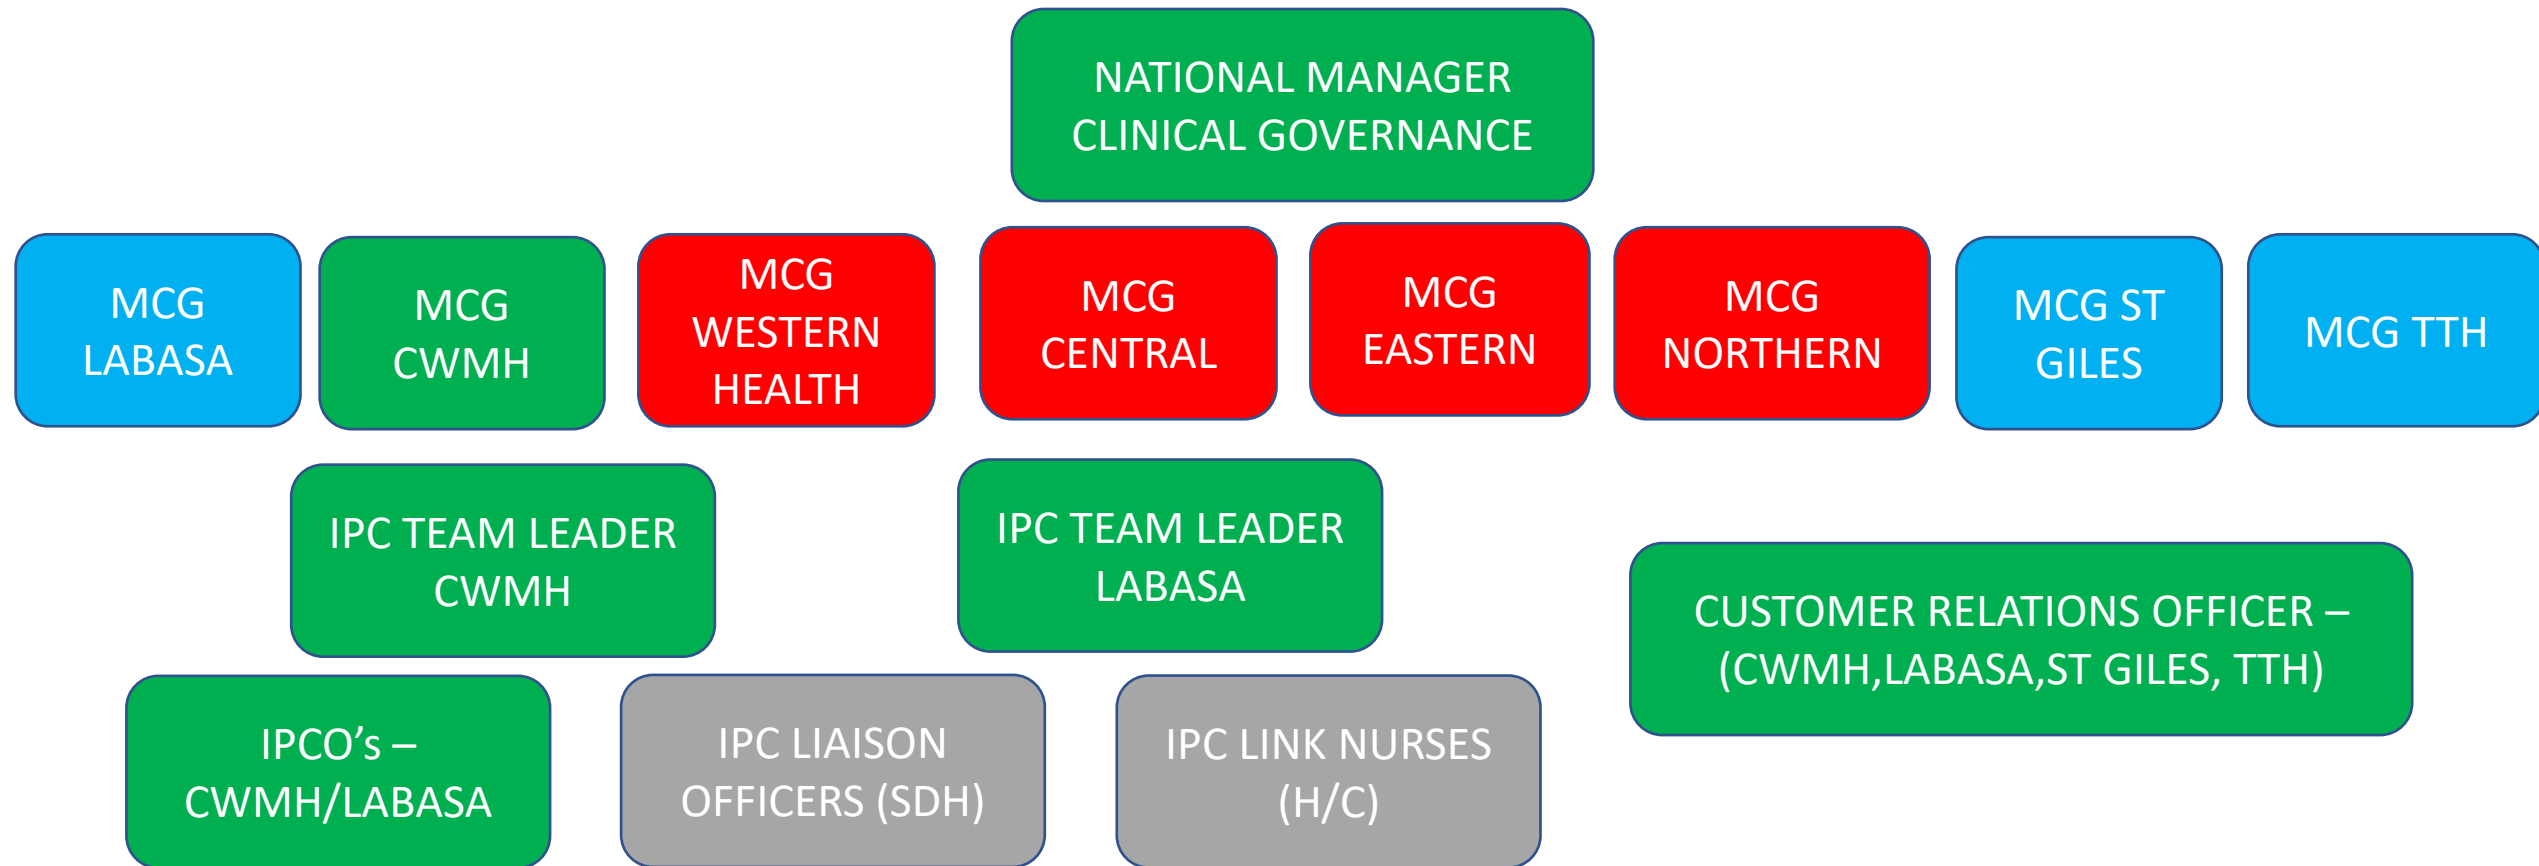 NATIONAL MANAGER
CLINICAL GOVERNANCE
MCG
LABASA
MCG
CWMH
MCG
WESTERN
HEALTH
MCG
CENTRAL
MCG
EASTERN
MCG
NORTHERN
MCG ST
GILES
MCG TTH
IPC TEAM LEADER
CWMH
IPC TEAM LEADER
LABASA
CUSTOMER RELATIONS OFFICER –
(CWMH,LABASA,ST GILES, TTH)
IPCO’s –
CWMH/LABASA
IPC LIAISON
OFFICERS (SDH)
IPC LINK NURSES
(H/C)